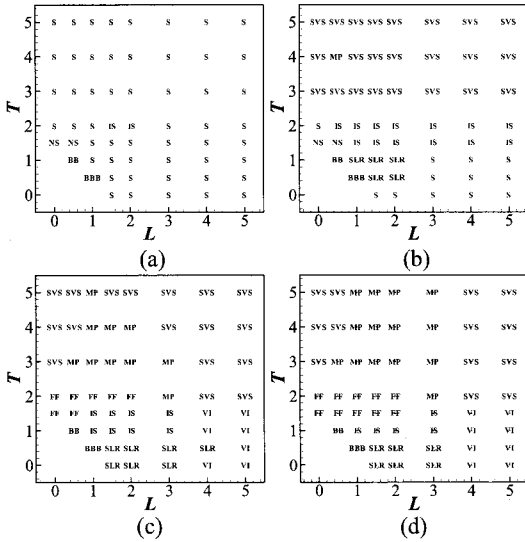 5 S S S S S S S S
4 S S S S S S S S
3 S S S S S S S S
T
2 S S S IS IS S S S
NS NS S S S S S S
1 BB S S S S S S
BBB S S S S S
0 S S S S S
0 1 2 3 4 5
L
(a)
5 SVS SVS SVS SVS SVS SVS SVS SVS
4 SVS MP SVS SVS SVS SVS SVS SVS
3 SVS SVS SVS SVS SVS SVS SVS SVS
T
2 S IS IS IS IS IS IS IS
NS NS IS IS IS IS IS IS
1 BB SLR SLR SLR S S S
BBB SLR SLR S S S
0 S S S S S
0 1 2 3 4 5
L
(b)
5 SVS SVS MP SVS SVS SVS SVS SVS
4 SVS SVS MP MP MP SVS SVS SVS
3 SVS MP MP MP MP MP SVS SVS
T
2 FF FF FF FF FF MP SVS SVS
FF FF IS IS IS IS VI VI
1 BB IS IS IS IS VI VI
BBB SLR SLR SLR SLR VI
0 SLR SLR SLR VI VI
0 1 2 3 4 5
L
(c)
5 SVS SVS MP MP MP MP SVS SVS
4 SVS SVS MP MP MP MP SVS SVS
3 SVS MP MP MP MP MP SVS SVS
T
2 FF FF FF FF FF MP SVS SVS
FF FF FF FF FF IS VI VI
1 BB IS IS IS IS VI VI
BBB SLR SLR SLR VI VI
0 SLR SLR SLR VI VI
0 1 2 3 4 5
L
(d)